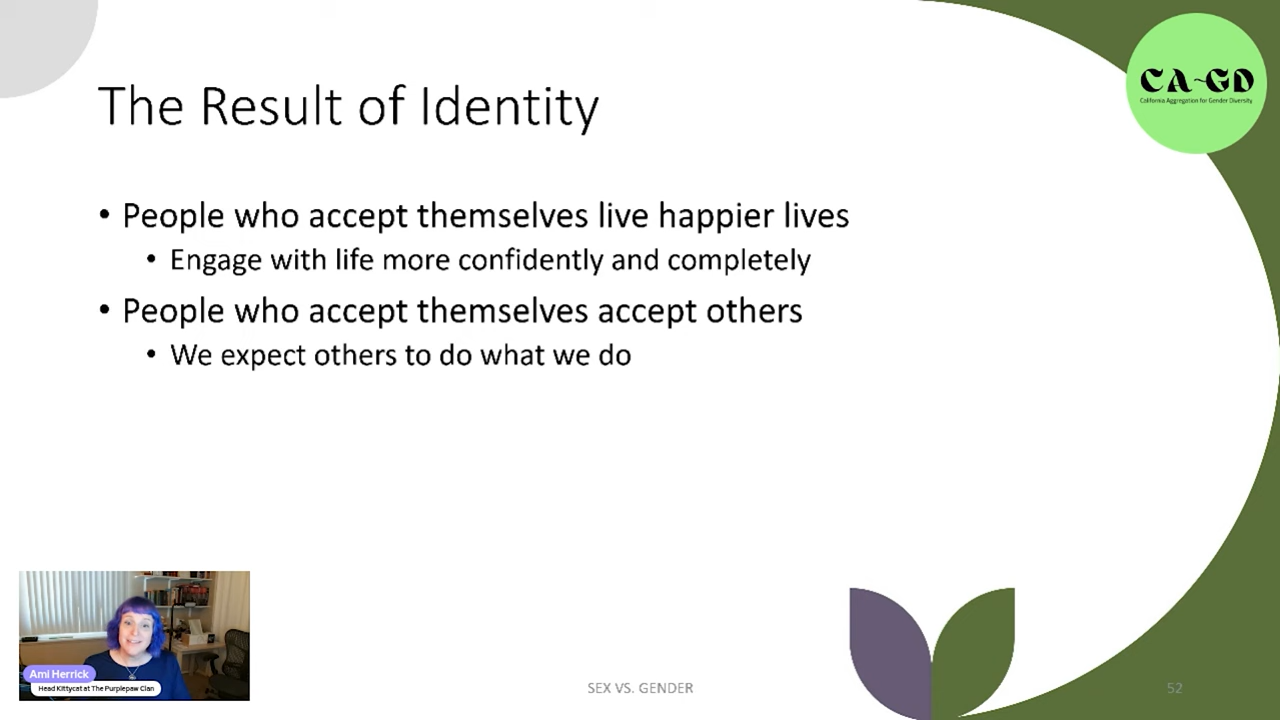 CA~GD
California Aggregation for Gender Diversity
The Result of Identity
• People who accept themselves live happier lives
• Engage with life more confidently and completely
• People who accept themselves accept others
• We expect others to do what we do
Ami Herrick
Head Kittycat at The Purplepaw Clan
SEX VS. GENDER
52